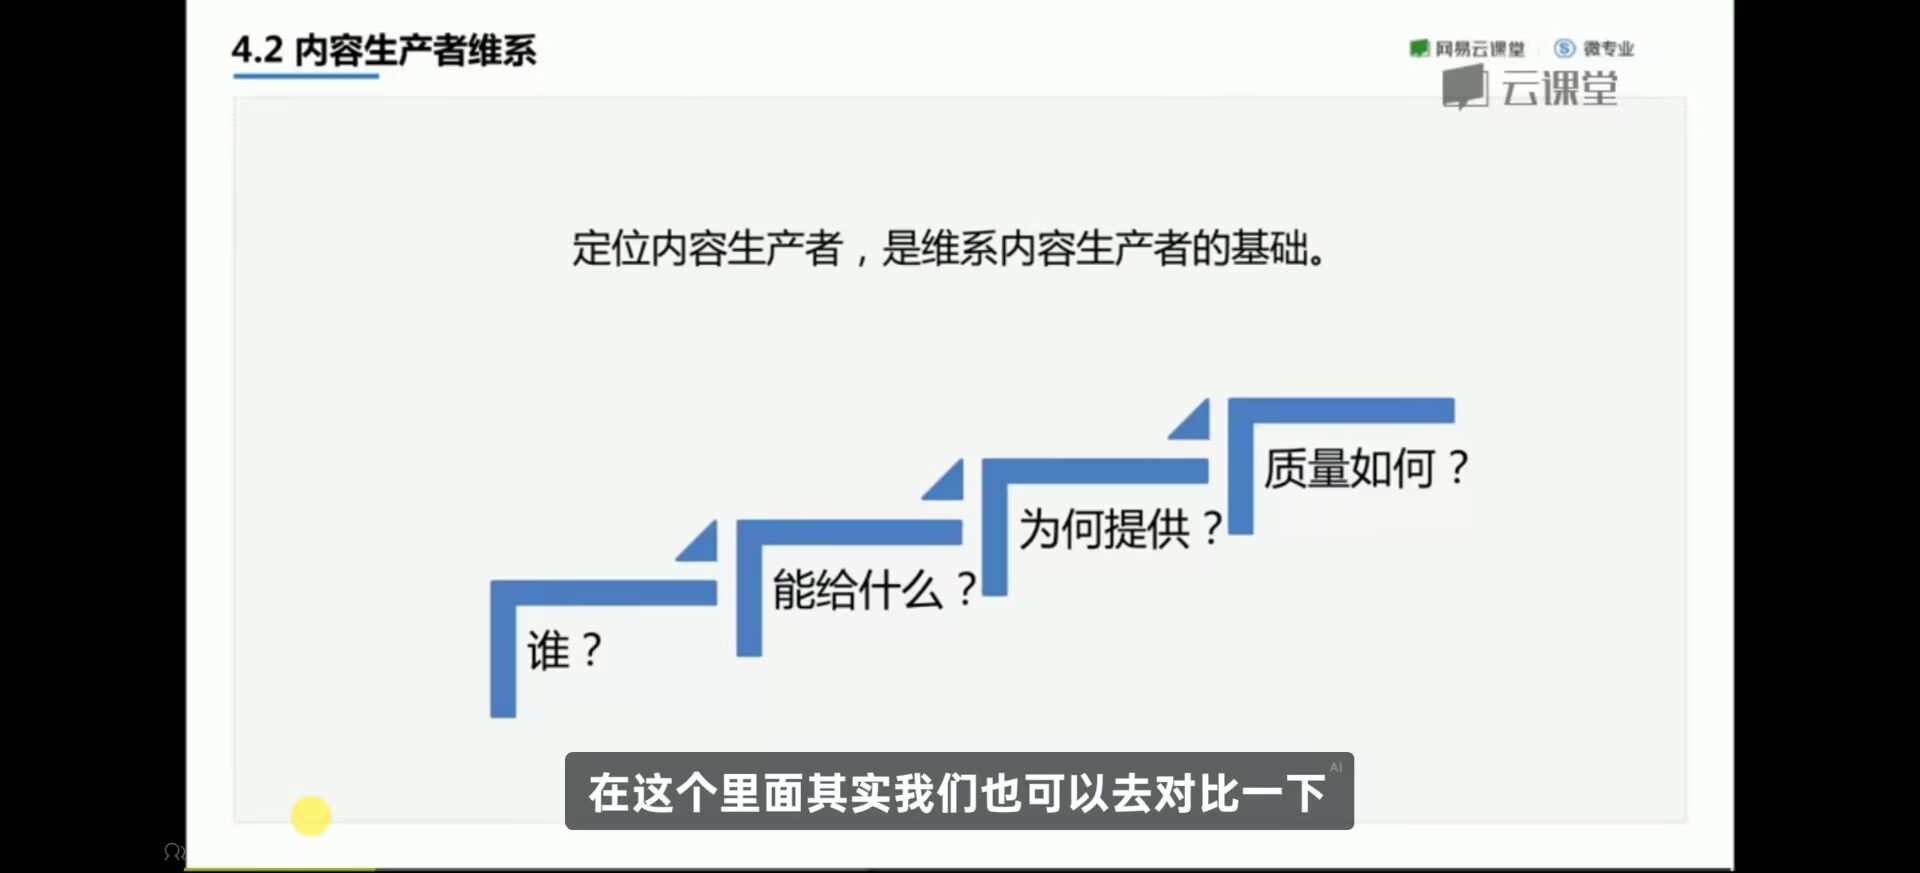 4.2 内容生产者维系
网易云课堂 微专业
云课堂
定位内容生产者，是维系内容生产者的基础。
谁？
能给什么？
为何提供？
质量如何？
在这个里面其实我们也可以去对比一下
AI